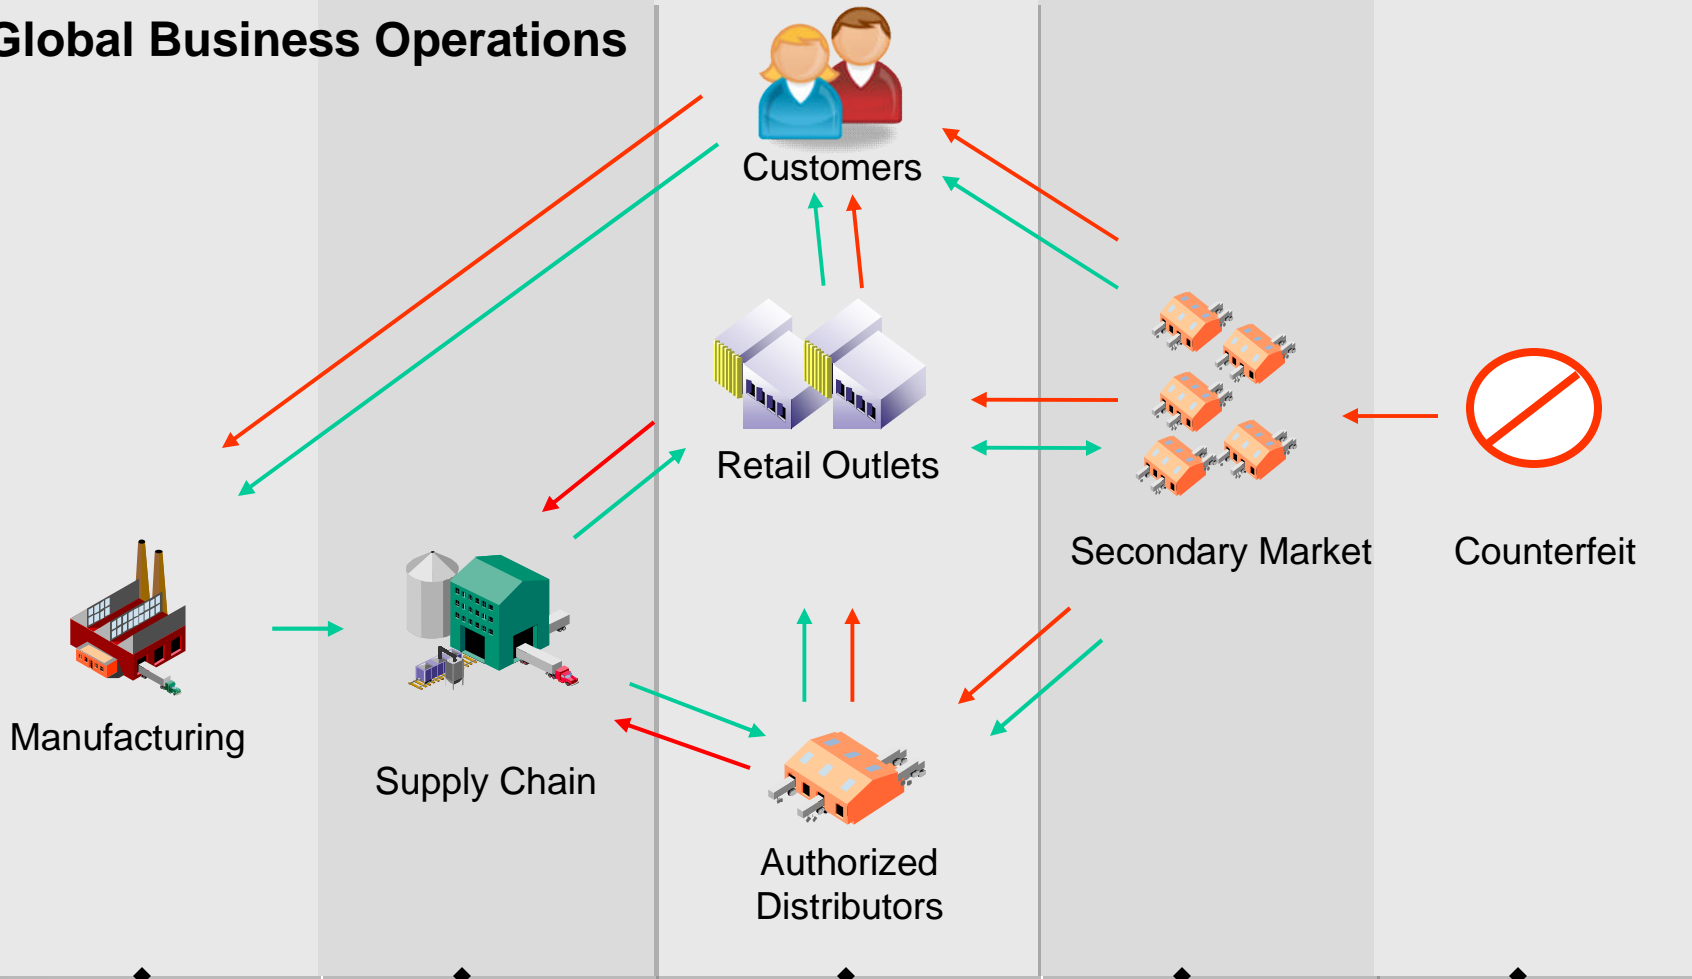 Global Business Operations
Customers
Retail Outlets
Secondary Market
Counterfeit
Manufacturing
Supply Chain
Authorized
Distributors